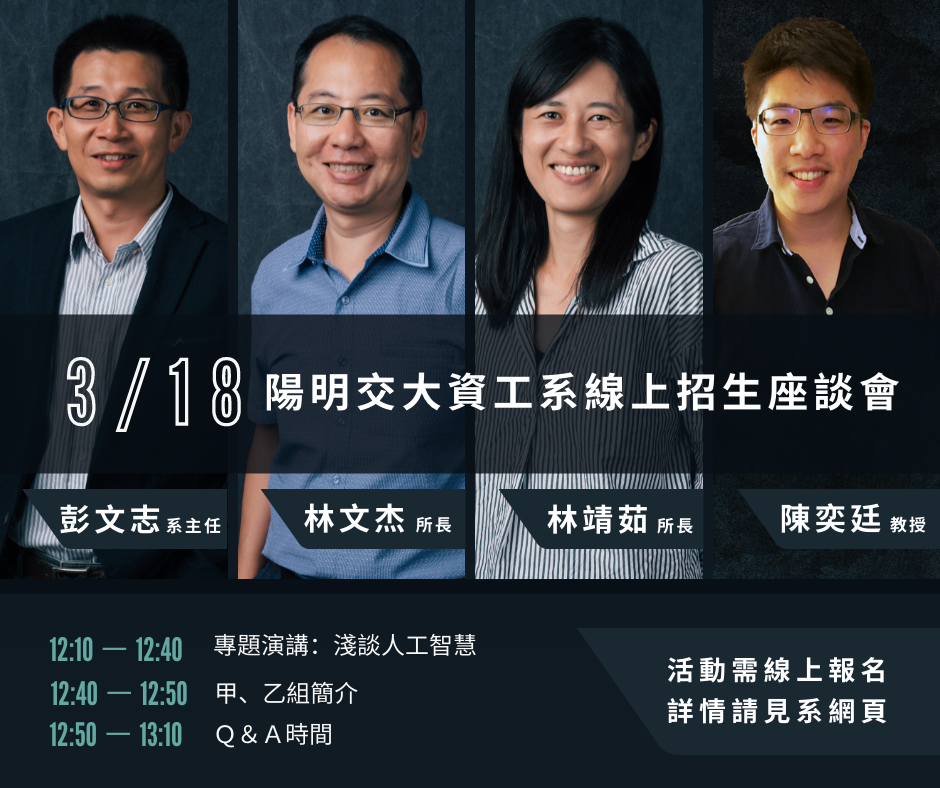 3/18 陽明交大資工系線上招生座談會
彭文志 系主任
林文杰 所長
林靖茹 所長
陳奕廷 教授
12:10 — 12:40 專題演講：淺談人工智慧
12:40 — 12:50 甲、乙組簡介
12:50 — 13:10 Ｑ＆Ａ時間
活動需線上報名
詳情請見系網頁